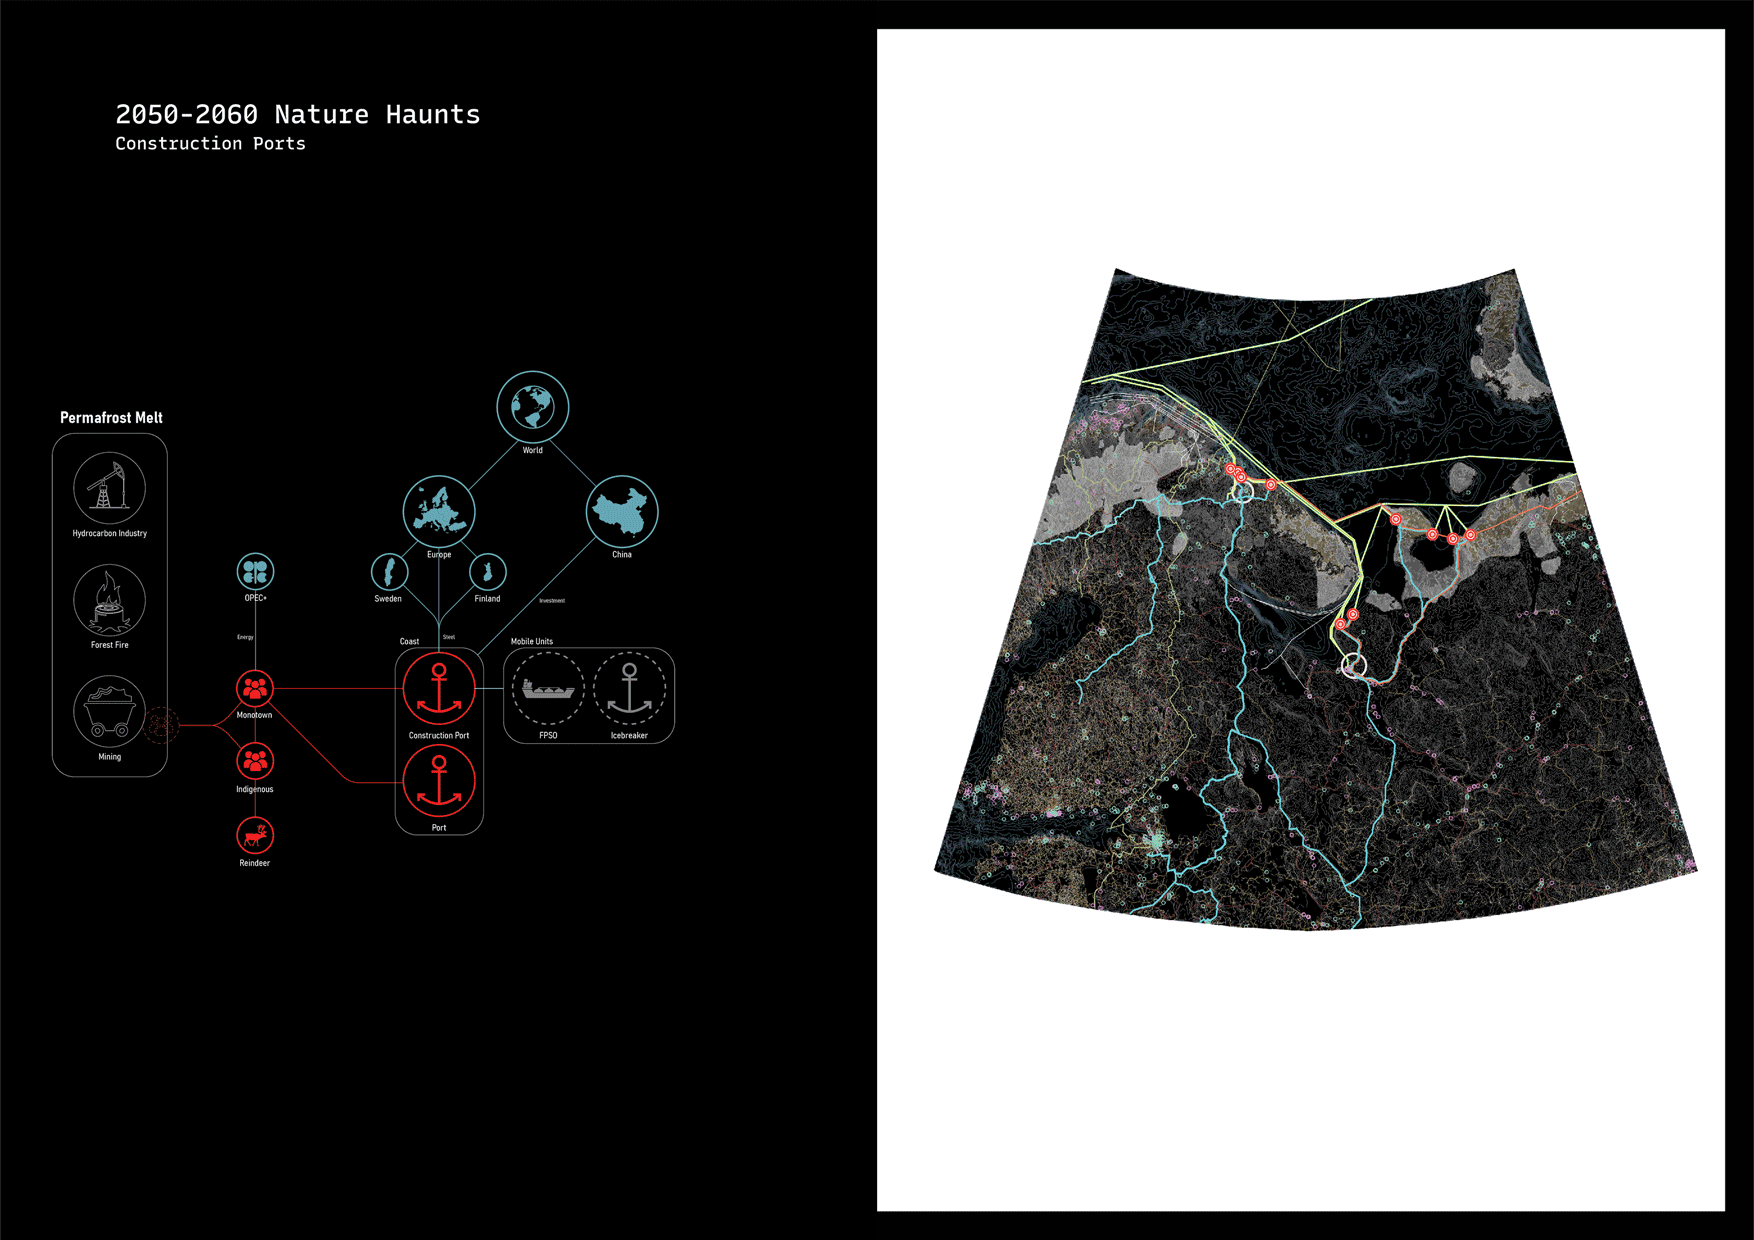 2050-2060 Nature Haunts
Construction Ports
Permafrost Melt
Hydrocarbon Industry
Forest Fire
Mining
OPEC+
Energy
Monotown
Indigenous
Reindeer
World
Europe
China
Sweden
Finland
Investment
Steel
Coast
Construction Port
Port
Mobile Units
FPSO
Icebreaker